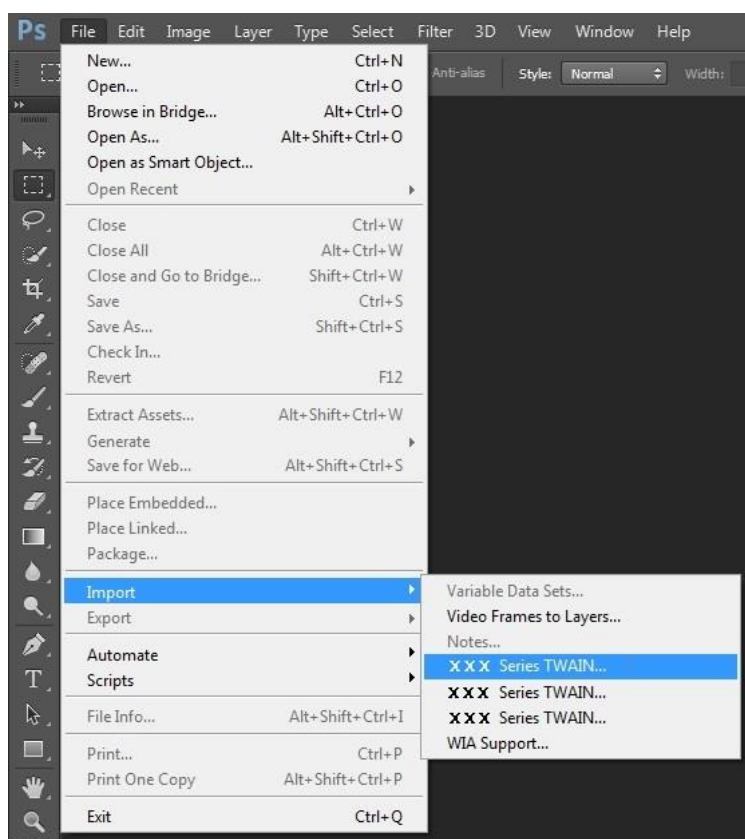 Ps File Edit Image Layer Type Select Filter 3D View Window Help
Anti-alias Style: Normal Width:
New... Ctrl+N
Open... Ctrl+O
Browse in Bridge... Alt+Ctrl+O
Open As... Alt+Shift+Ctrl+O
Open as Smart Object...
Open Recent
Close Ctrl+W
Close All Alt+Ctrl+W
Close and Go to Bridge... Shift+Ctrl+W
Save Ctrl+S
Save As... Shift+Ctrl+S
Check In...
Revert F12
Extract Assets... Alt+Shift+Ctrl+W
Generate
Save for Web... Alt+Shift+Ctrl+S
Place Embedded...
Place Linked...
Package...
Import
Export
Automate
Scripts
File Info... Alt+Shift+Ctrl+I
Print... Ctrl+P
Print One Copy Alt+Shift+Ctrl+P
Exit Ctrl+Q
Variable Data Sets...
Video Frames to Layers...
Notes...
XXX Series TWAIN...
XXX Series TWAIN...
XXX Series TWAIN...
WIA Support...